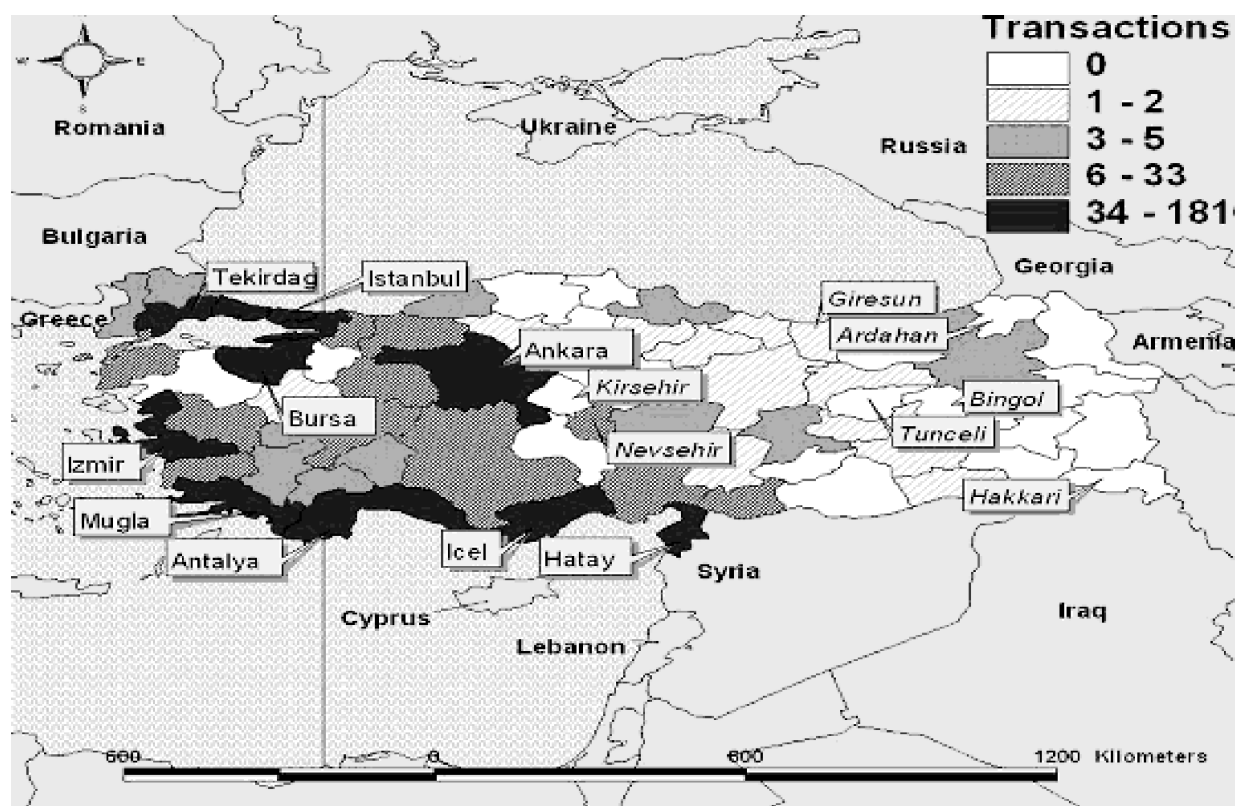 Transactions
0
1 - 2
3 - 5
6 - 33
34 - 181
N
W E
S
Romania
Ukraine
Russia
Bulgaria
Georgia
Tekirdag Istanbul
Giresun
Greece
Ardahan
Armenia
Ankara
Kirsehir
Bingol
Bursa
Tunceli
Nevsehir
Izmir
Hakkari
Mugla
Icel
Antalya Hatay
Syria
Cyprus
Iraq
Lebanon
600 0 600 1200 Kilometers